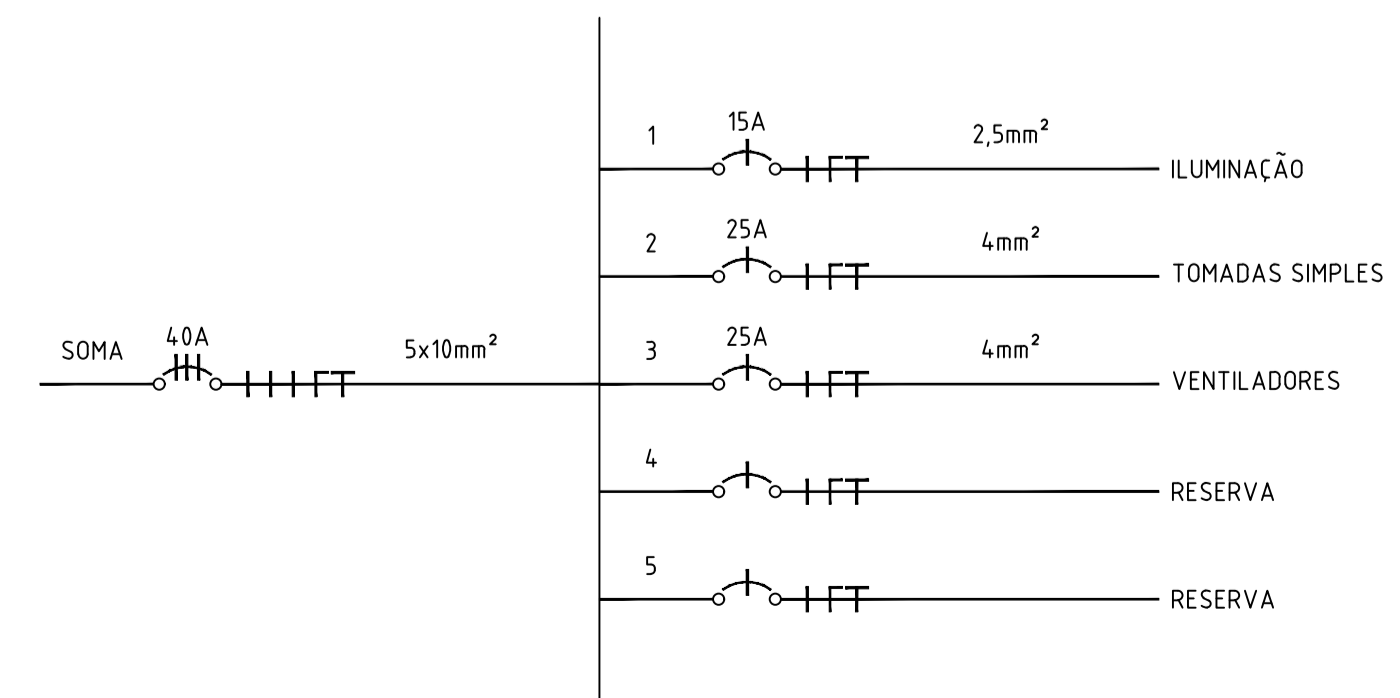 1
15A
2,5mm²
ILUMINAÇÃO
2
25A
4mm²
TOMADAS SIMPLES
SOMA
40A
5x10mm²
3
25A
4mm²
VENTILADORES
4
RESERVA
5
RESERVA